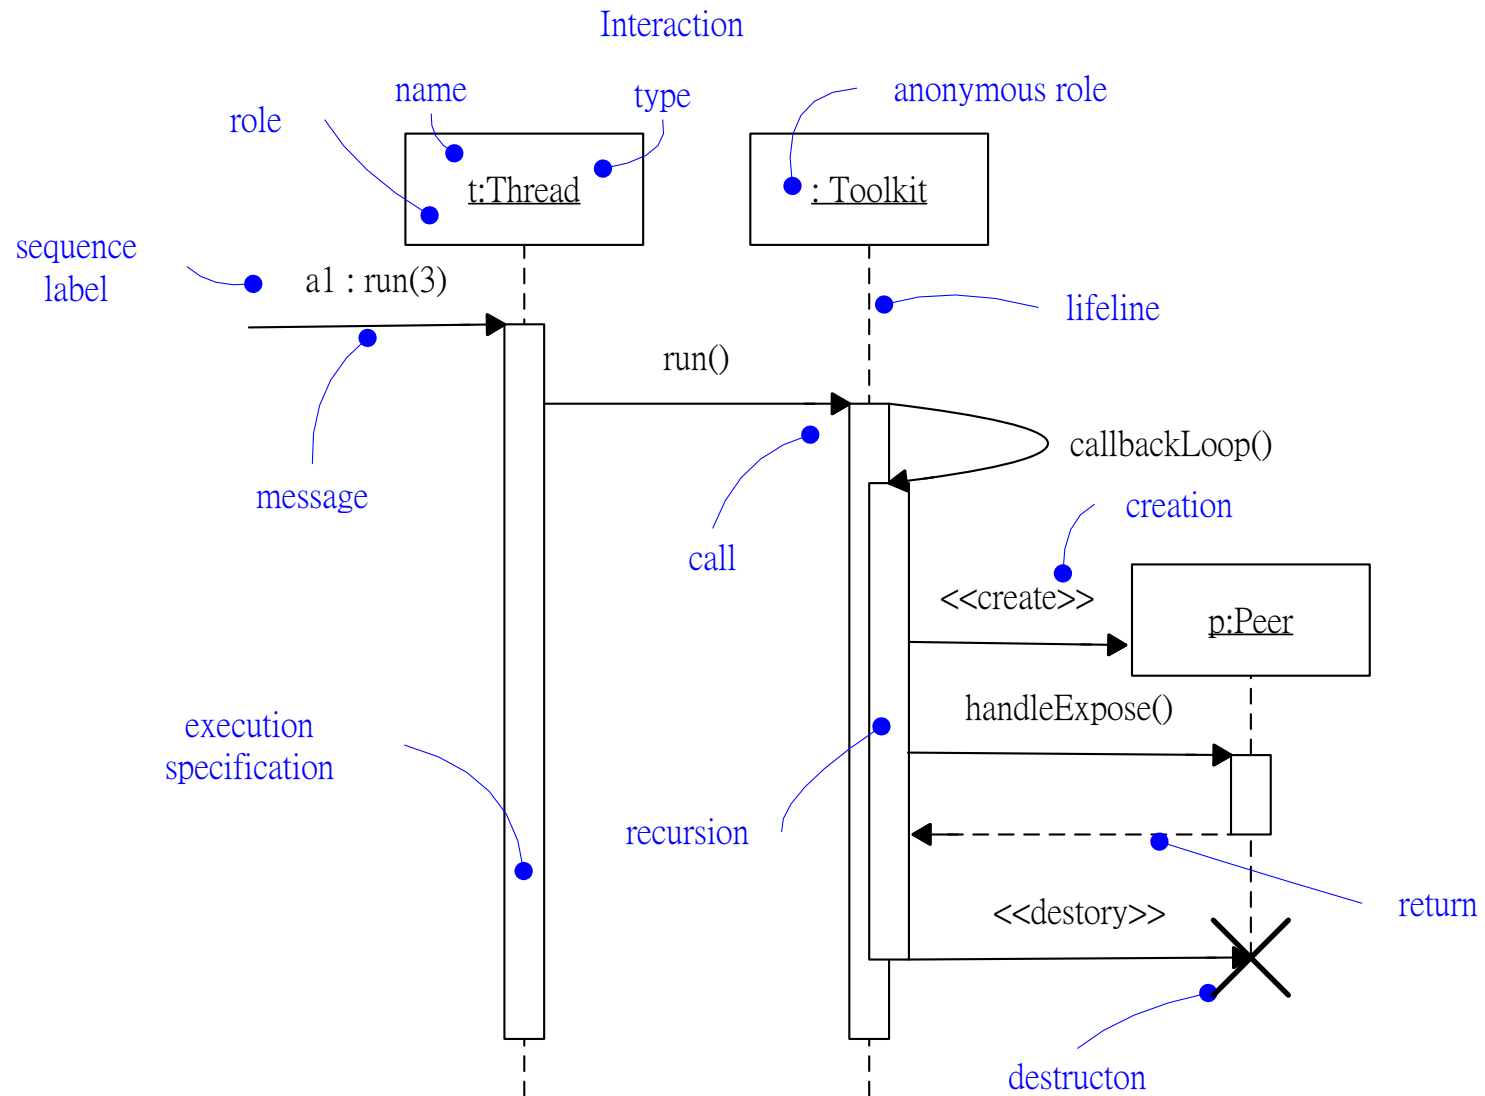 Interaction
name
type
anonymous role
role
t:Thread
: Toolkit
sequence
label
a1 : run(3)
lifeline
run()
callbackLoop()
message
creation
call
<<create>>
p:Peer
handleExpose()
execution
specification
recursion
return
<<destory>>
destructon